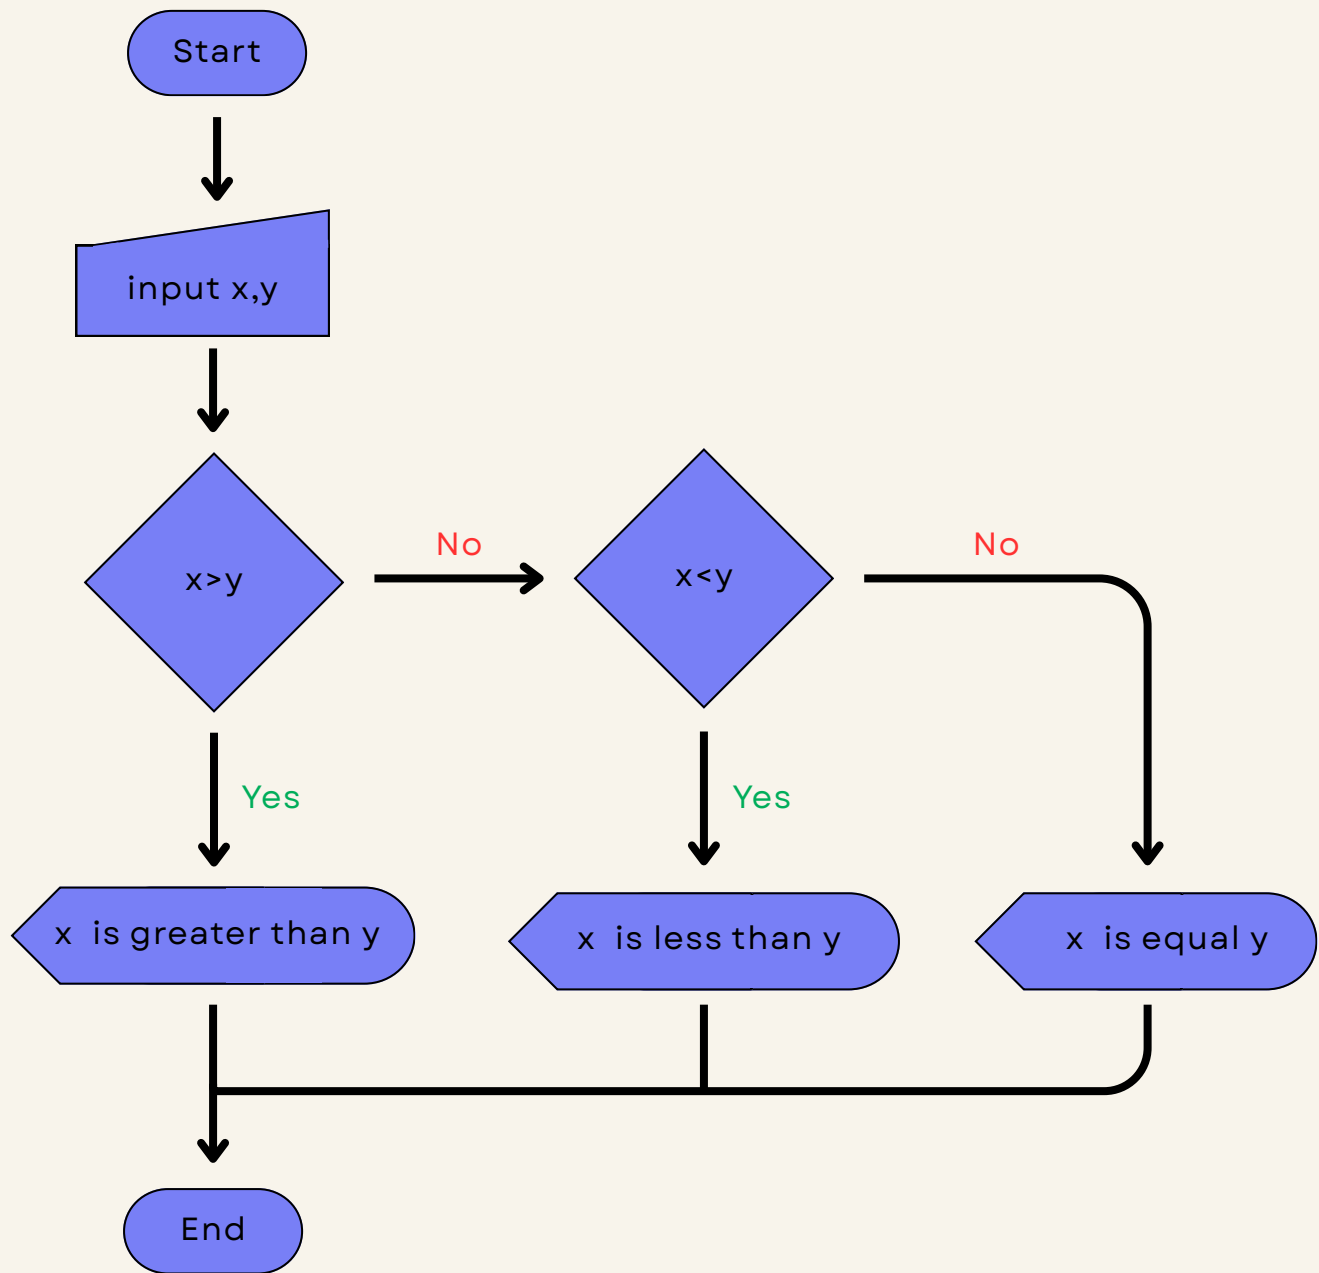 Start
input x,y
x>y
No
x<y
No
Yes
Yes
x is greater than y
x is less than y
x is equal y
End